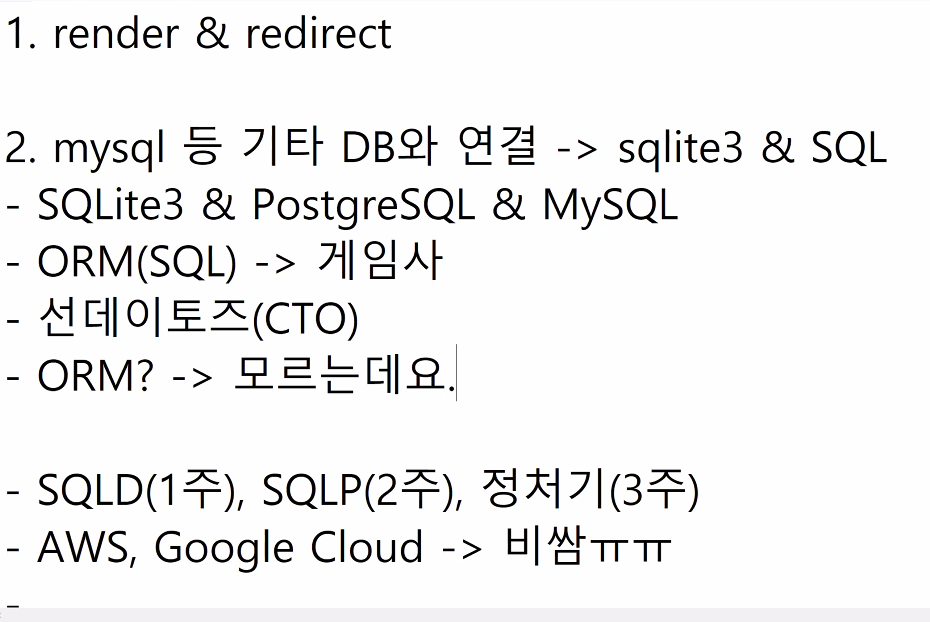 1. render & redirect
2. mysql 등 기타 DB와 연결 -> sqlite3 & SQL
- SQLite3 & PostgreSQL & MySQL
- ORM(SQL) -> 게임사
- 선데이토즈(CTO)
- ORM? -> 모르는데요.
- SQLD(1주), SQLP(2주), 정처기(3주)
- AWS, Google Cloud -> 비쌈ㅠㅠ
-